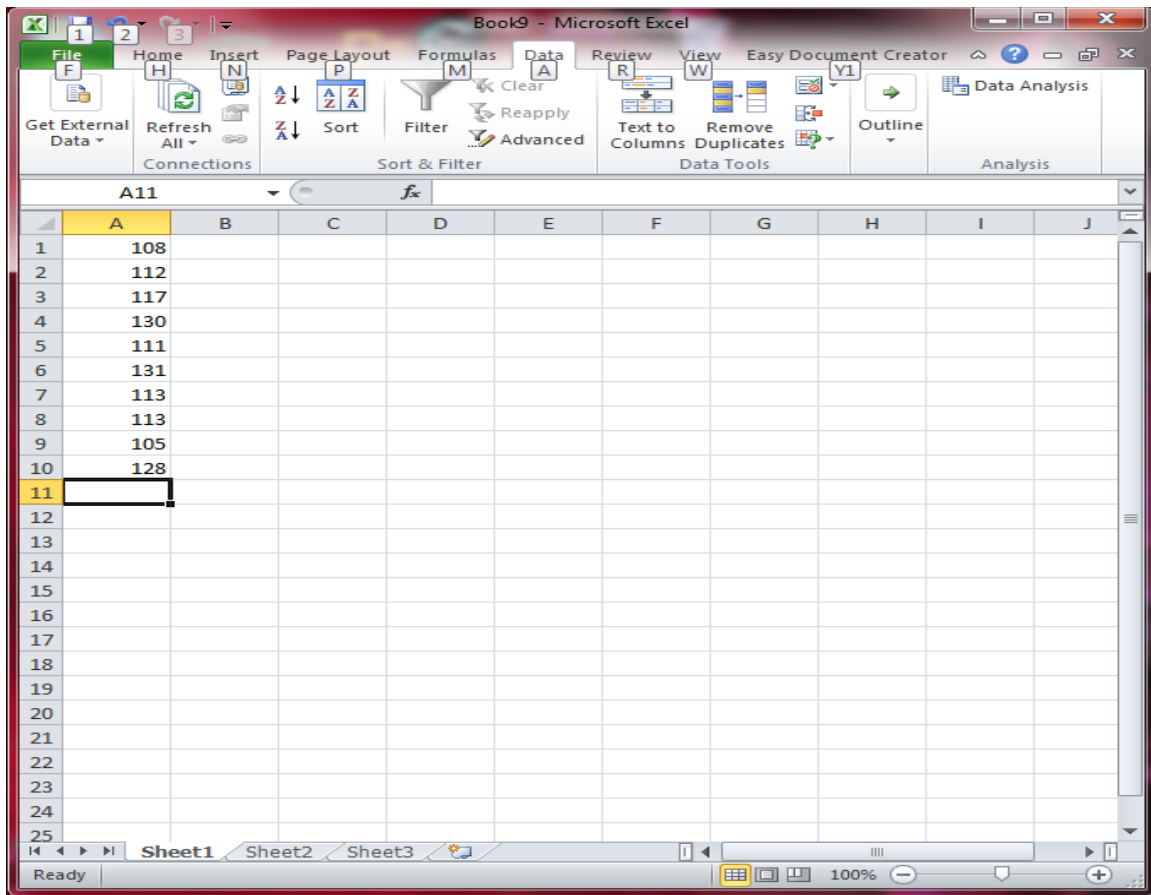 Book9 - Microsoft Excel
1 2 3
File Home Insert Page Layout Formulas Data Review View Easy Document Creator
F H N P M A R W Y1
Get External Data
Refresh All
Connections
Sort
Filter
Clear
Reapply
Advanced
Sort & Filter
Text to Columns
Remove Duplicates
Data Tools
Outline
Data Analysis
Analysis
A11 fx
A B C D E F G H I J
1 108
2 112
3 117
4 130
5 111
6 131
7 113
8 113
9 105
10 128
11
12
13
14
15
16
17
18
19
20
21
22
23
24
25
Sheet1 Sheet2 Sheet3
Ready 100%